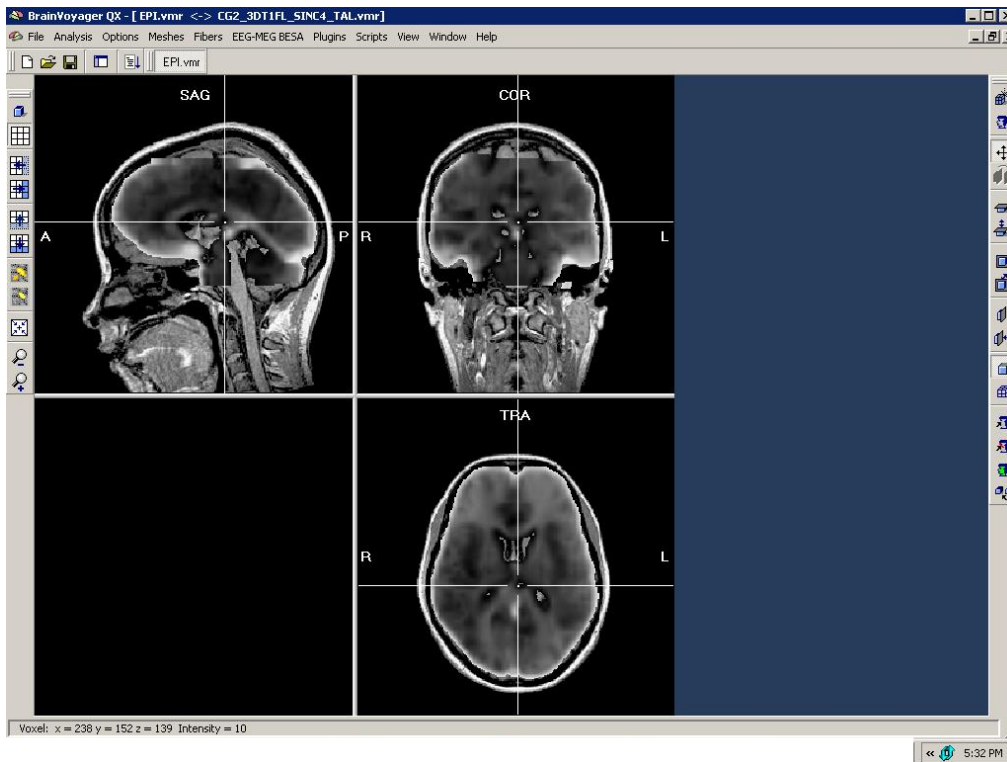 BrainVoyager QX - [ EPI.vmr <-> CG2_3DT1FL_SINC4_TAL.vmr]
File Analysis Options Meshes Fibers EEG-MEG BESA Plugins Scripts View Window Help
EPI.vmr
SAG
COR
A
P
R
L
TRA
R
L
Voxel: x = 238 y = 152 z = 139 Intensity = 10
« 5:32 PM